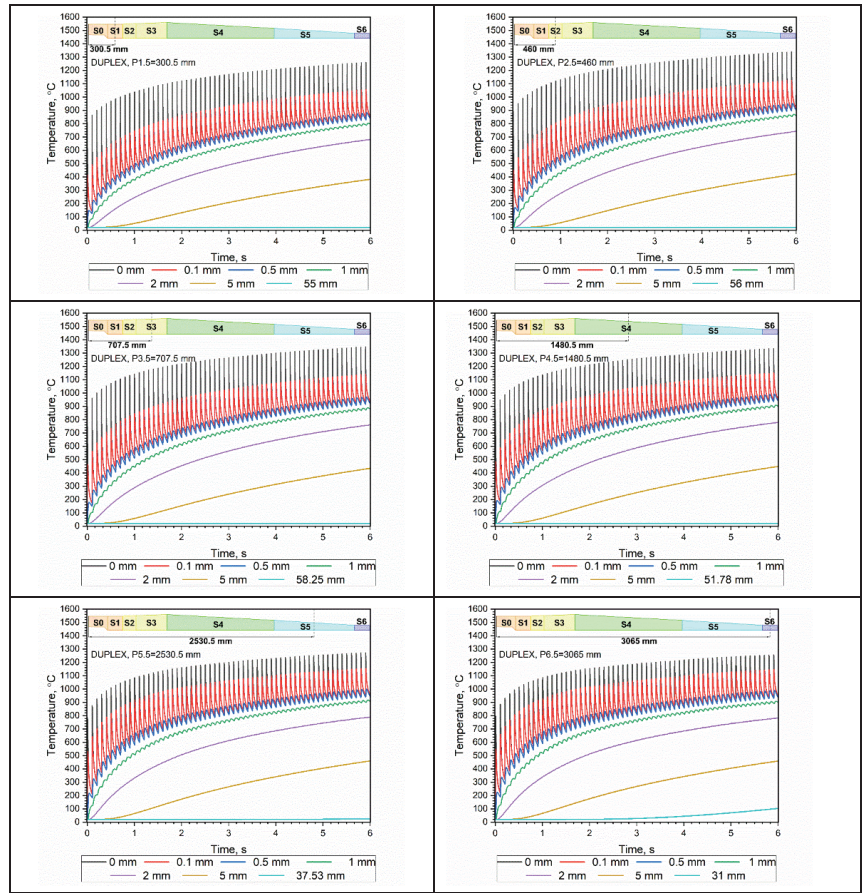 1600
1500
1400
1300
1200
1100
1000
900
800
700
600
500
400
300
200
100
0
Temperature, °C
S0 S1 S2 S3 S4 S5 S6
300.5 mm
DUPLEX, P1.5=300.5 mm
0 1 2 3 4 5 6
Time, s
0 mm 0.1 mm 0.5 mm 1 mm
2 mm 5 mm 55 mm
1600
1500
1400
1300
1200
1100
1000
900
800
700
600
500
400
300
200
100
0
Temperature, °C
S0 S1 S2 S3 S4 S5 S6
460 mm
DUPLEX, P2.5=460 mm
0 1 2 3 4 5 6
Time, s
0 mm 0.1 mm 0.5 mm 1 mm
2 mm 5 mm 56 mm
1600
1500
1400
1300
1200
1100
1000
900
800
700
600
500
400
300
200
100
0
Temperature, °C
S0 S1 S2 S3 S4 S5 S6
707.5 mm
DUPLEX, P3.5=707.5 mm
0 1 2 3 4 5 6
Time, s
0 mm 0.1 mm 0.5 mm 1 mm
2 mm 5 mm 58.25 mm
1600
1500
1400
1300
1200
1100
1000
900
800
700
600
500
400
300
200
100
0
Temperature, °C
S0 S1 S2 S3 S4 S5 S6
1480.5 mm
DUPLEX, P4.5=1480.5 mm
0 1 2 3 4 5 6
Time, s
0 mm 0.1 mm 0.5 mm 1 mm
2 mm 5 mm 51.78 mm
1600
1500
1400
1300
1200
1100
1000
900
800
700
600
500
400
300
200
100
0
Temperature, °C
S0 S1 S2 S3 S4 S5 S6
2530.5 mm
DUPLEX, P5.5=2530.5 mm
0 1 2 3 4 5 6
Time, s
0 mm 0.1 mm 0.5 mm 1 mm
2 mm 5 mm 37.53 mm
1600
1500
1400
1300
1200
1100
1000
900
800
700
600
500
400
300
200
100
0
Temperature, °C
S0 S1 S2 S3 S4 S5 S6
3065 mm
DUPLEX, P6.5=3065 mm
0 1 2 3 4 5 6
Time, s
0 mm 0.1 mm 0.5 mm 1 mm
2 mm 5 mm 31 mm